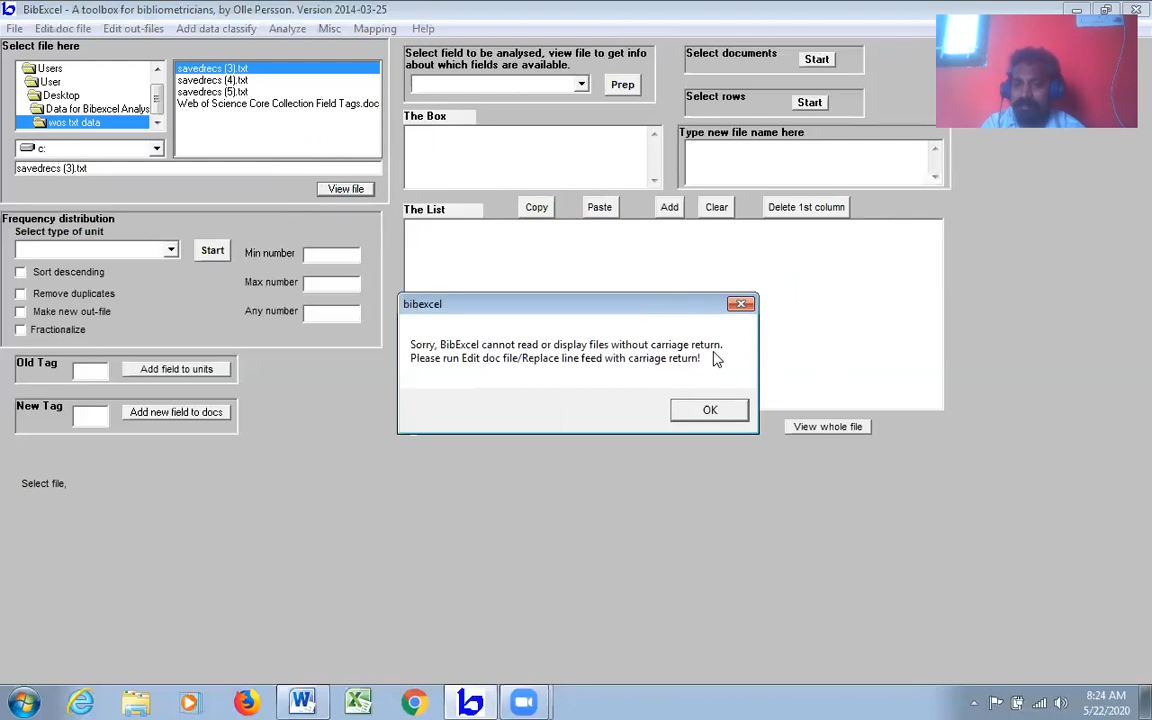 BibExcel - A toolbox for bibliometricians, by Olle Persson. Version 2014-03-25
File Edit doc file Edit out-files Add data classify Analyze Misc Mapping Help
Select file here
Users
User
Desktop
Data for Bibexcel Analys
wos txt data
c:
savedrecs (3).txt
savedrecs (3).txt
savedrecs (4).txt
savedrecs (5).txt
Web of Science Core Collection Field Tags.doc
View file
Select field to be analysed, view file to get info
about which fields are available.
Prep
Select documents
Start
Select rows
Start
The Box
Type new file name here
The List
Copy
Paste
Add
Clear
Delete 1st column
Frequency distribution
Select type of unit
Start
Sort descending
Remove duplicates
Make new out-file
Fractionalize
Min number
Max number
Any number
Old Tag
Add field to units
New Tag
Add new field to docs
bibexcel
Sorry, BibExcel cannot read or display files without carriage return.
Please run Edit doc file/Replace line feed with carriage return!
OK
View whole file
Select file,
8:24 AM
5/22/2020